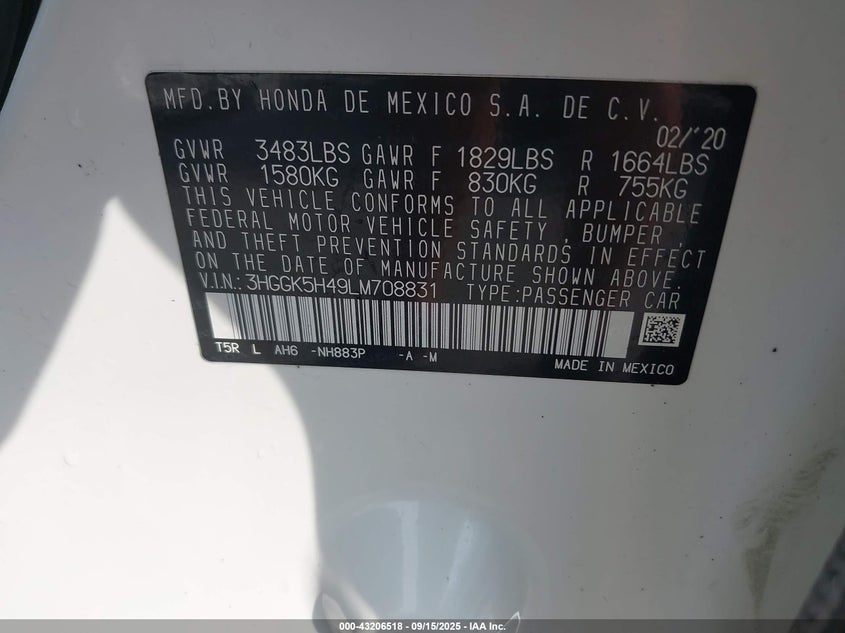 MFD. BY HONDA DE MEXICO S.A. DE C.V.
02/'20
GVWR 3483LBS GAWR F 1829LBS R 1664LBS
GVWR 1580KG GAWR F 830KG R 755KG
THIS VEHICLE CONFORMS TO ALL APPLICABLE
FEDERAL MOTOR VEHICLE SAFETY, BUMPER,
AND THEFT PREVENTION STANDARDS IN EFFECT
ON THE DATE OF MANUFACTURE SHOWN ABOVE.
V.I.N.: 3HGGK5H49LM708831 TYPE: PASSENGER CAR
T5R L AH6 -NH883P -A -M
MADE IN MEXICO
000-43206518 - 09/15/2025 - IAA Inc.